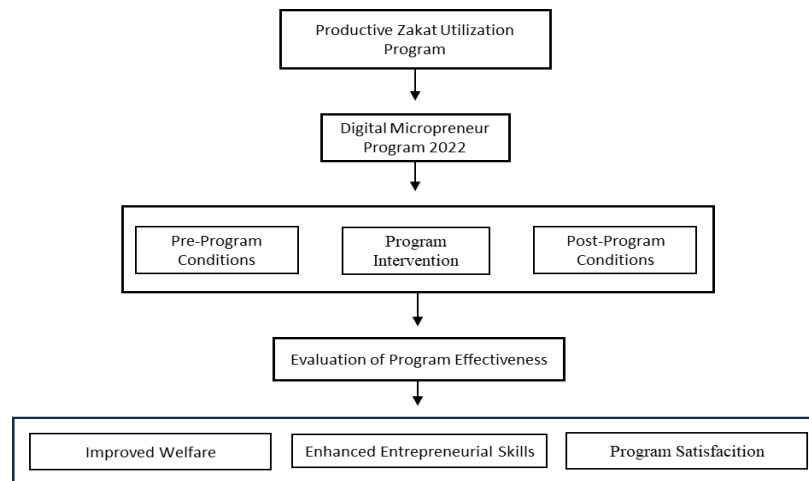 Productive Zakat Utilization
Program
Digital Micropreneur
Program 2022
Pre-Program
Conditions
Program
Intervention
Post-Program
Conditions
Evaluation of Program Effectiveness
Improved Welfare
Enhanced Entrepreneurial Skills
Program Satisfacition